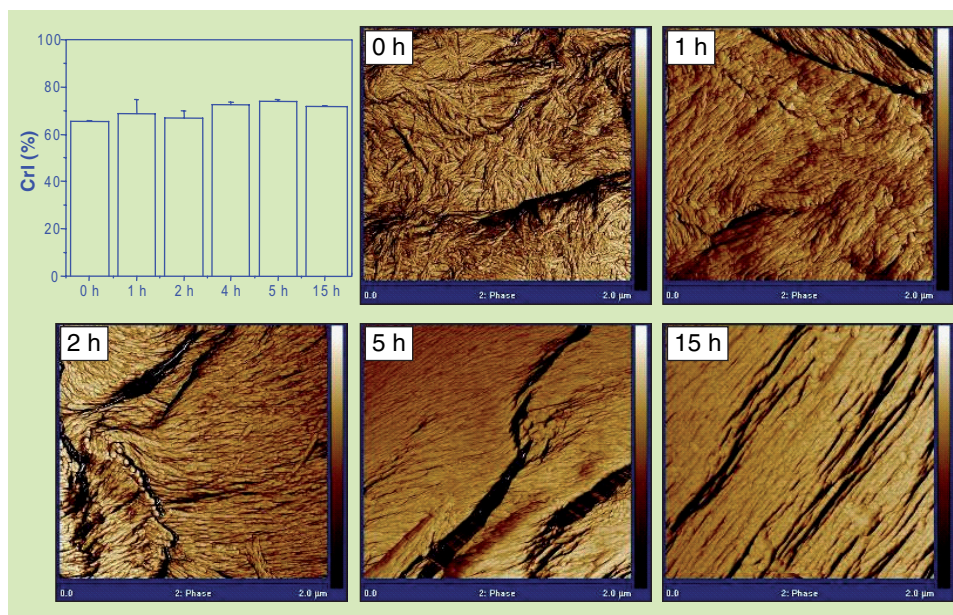 100
80
60
40
20
0
CrI (%)
0 h 1 h 2 h 4 h 5 h 15 h
0 h
0.0 2: Phase 2.0 µm
1 h
0.0 2: Phase 2.0 µm
2 h
0.0 2: Phase 2.0 µm
5 h
0.0 2: Phase 2.0 µm
15 h
0.0 2: Phase 2.0 µm